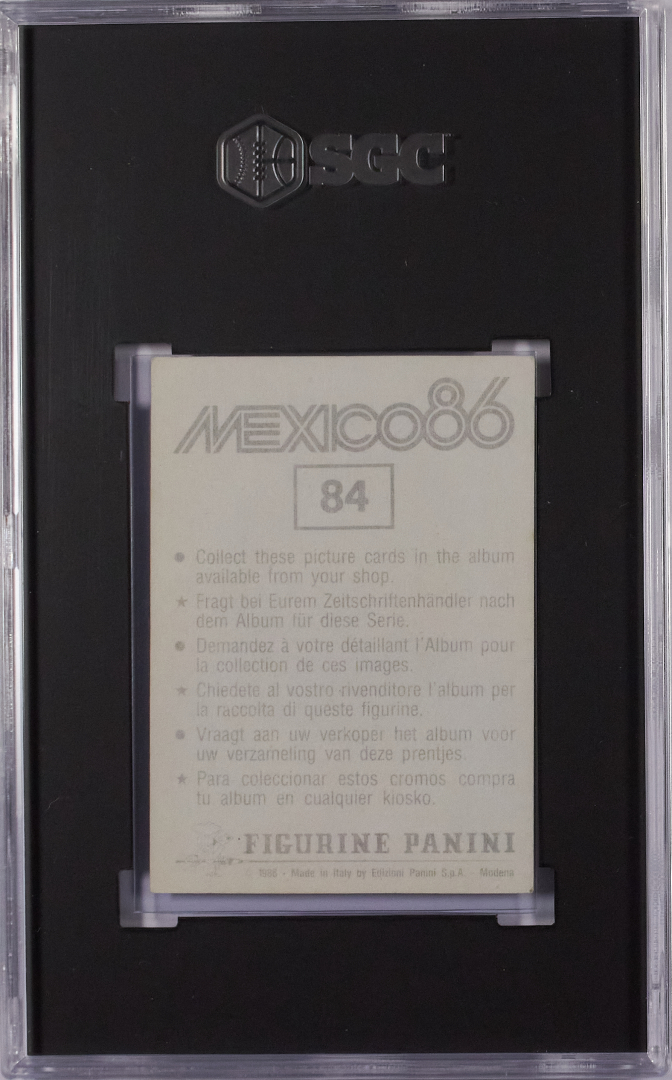 SGC
MEXICO86
84
● Collect these picture cards in the album
available from your shop.
★ Fragt bei Eurem Zeitschriftenhändler nach
dem Album für diese Serie.
● Demandez à votre détaillant l'Album pour
la collection de ces images.
★ Chiedete al vostro rivenditore l'album per
la raccolta di queste figurine.
● Vraagt aan uw verkoper het album voor
uw verzameling van deze prentjes.
★ Para coleccionar estos cromos compra
tu album en cualquier kiosko.
FIGURINE PANINI
1986 - Made in Italy by Edizioni Panini S.p.A. Modena